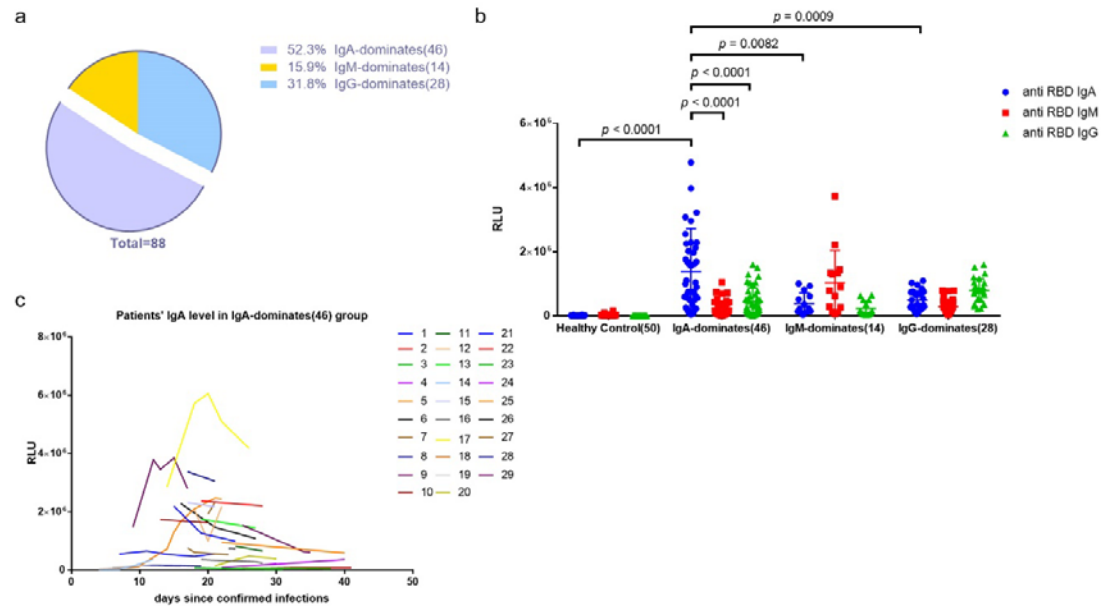 a
52.3% IgA-dominates(46)
15.9% IgM-dominates(14)
31.8% IgG-dominates(28)
Total=88
b
p = 0.0009
p = 0.0082
p < 0.0001
p < 0.0001
p < 0.0001
anti RBD IgA
anti RBD IgM
anti RBD IgG
RLU
6×10⁶
4×10⁶
2×10⁶
0
Healthy Control(50) IgA-dominates(46) IgM-dominates(14) IgG-dominates(28)
c
Patients' IgA level in IgA-dominates(46) group
RLU
8×10⁶
6×10⁶
4×10⁶
2×10⁶
0
0 10 20 30 40 50
days since confirmed infections
1 11 21
2 12 22
3 13 23
4 14 24
5 15 25
6 16 26
7 17 27
8 18 28
9 19 29
10 20